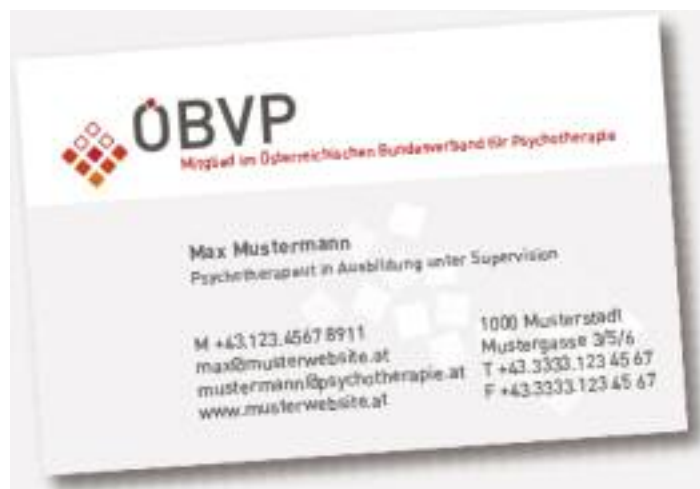 ÖBVP
Mitglied im Österreichischen Bundesverband für Psychotherapie
Max Mustermann
Psychotherapeut in Ausbildung unter Supervision
M +43.123.4567 8911
max@musterwebsite.at
mustermann@psychotherapie.at
www.musterwebsite.at
1000 Musterstadt
Mustergasse 3/5/6
T +43.3333.123 45 67
F +43.3333.123 45 67